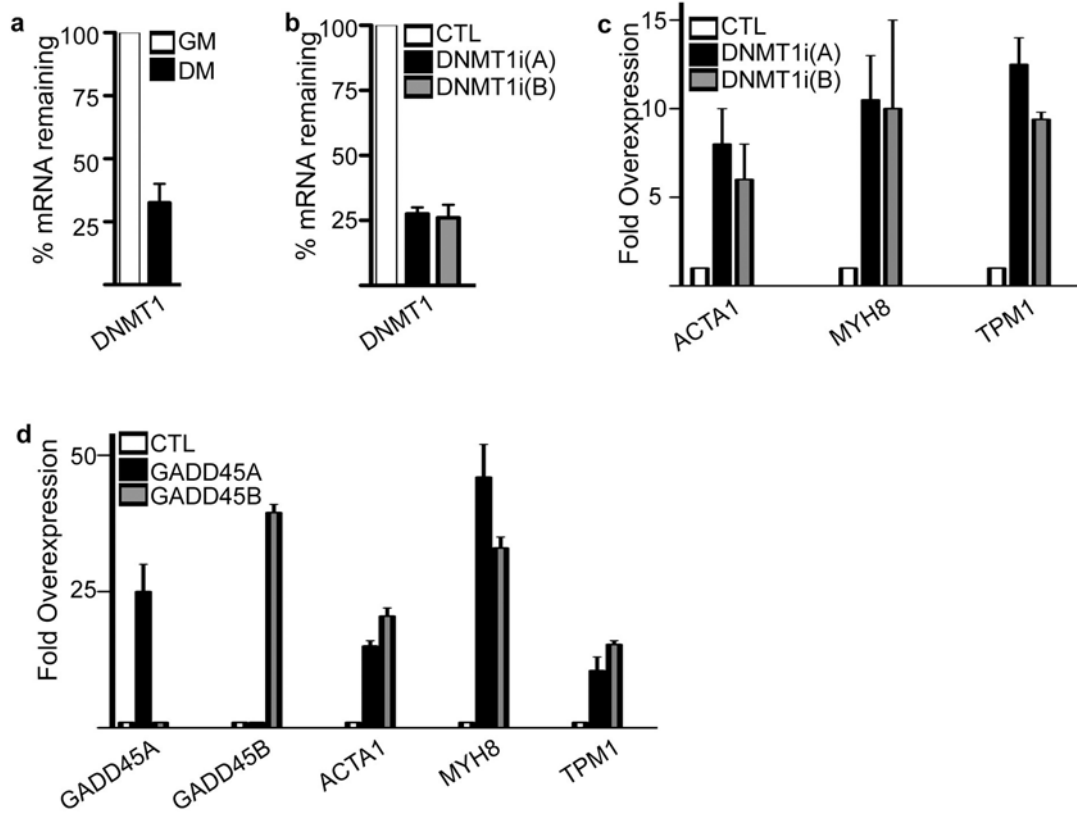 a
% mRNA remaining
100
75
50
25
GM
DM
DNMT1
b
% mRNA remaining
100
75
50
25
CTL
DNMT1i(A)
DNMT1i(B)
DNMT1
c
Fold Overexpression
15
10
5
CTL
DNMT1i(A)
DNMT1i(B)
ACTA1
MYH8
TPM1
d
Fold Overexpression
50
25
CTL
GADD45A
GADD45B
GADD45A
GADD45B
ACTA1
MYH8
TPM1